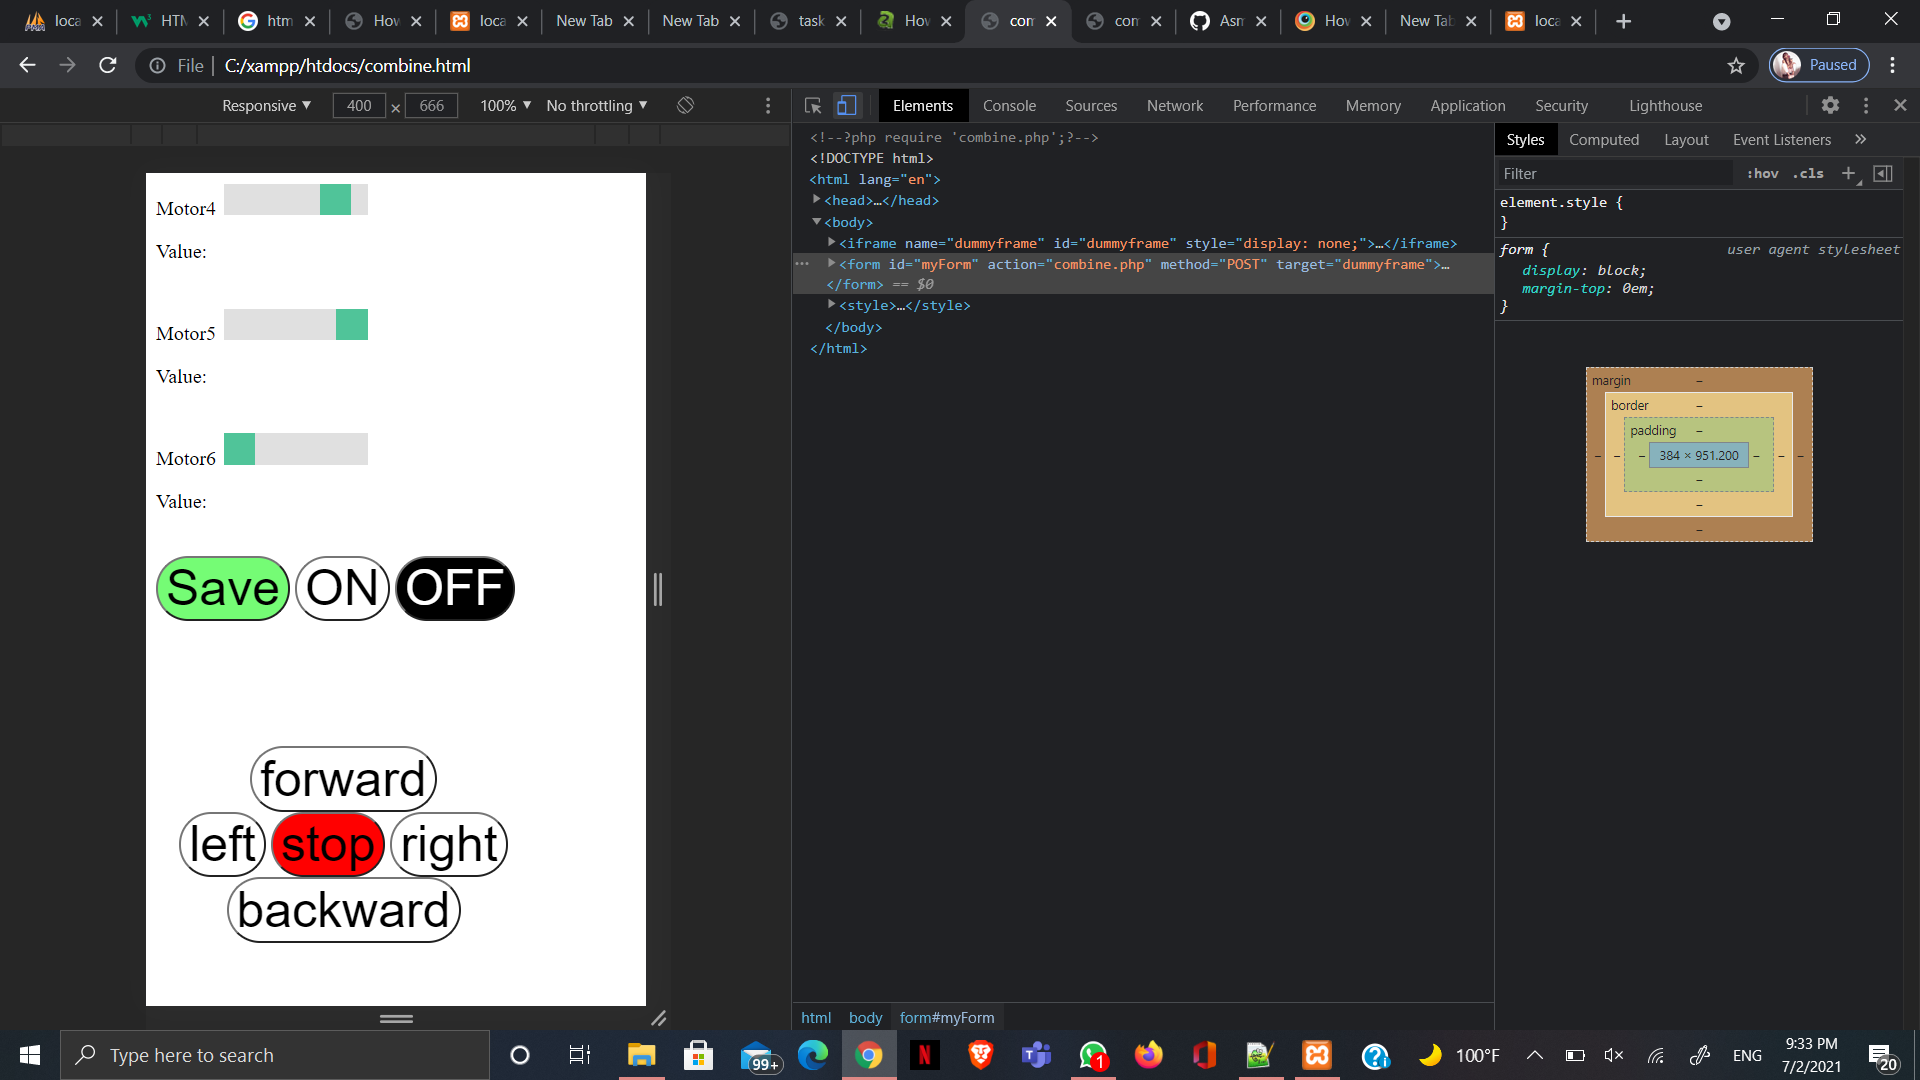 loca
HTM
htm
How
loca
New Tab
New Tab
task
How
com
com
Asm
How
New Tab
loca
File
C:/xampp/htdocs/combine.html
Paused
Responsive ▼ 400 × 666 100% ▼ No throttling ▼
Elements Console Sources Network Performance Memory Application Security Lighthouse
Motor4
Value:
Motor5
Value:
Motor6
Value:
Save ON OFF
forward
left stop right
backward
<!--?php require 'combine.php';?-->
<!DOCTYPE html>
<html lang="en">
<head>…</head>
<body>
<iframe name="dummyframe" id="dummyframe" style="display: none;">…</iframe>
<form id="myForm" action="combine.php" method="POST" target="dummyframe">…
</form> == $0
<style>…</style>
</body>
</html>
html body form#myForm
Styles Computed Layout Event Listeners »
Filter :hov .cls +
element.style {
}
form { user agent stylesheet
display: block;
margin-top: 0em;
}
margin –
border –
padding –
– – – 384 × 951.200 – – –
–
–
–
Type here to search
99+
1
100°F
ENG
9:33 PM
7/2/2021
20